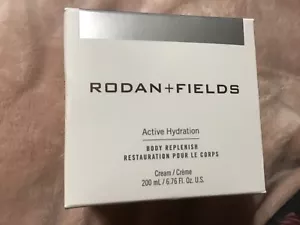 RODAN+FIELDS
Active Hydration
BODY REPLENISH
RESTAURATION POUR LE CORPS
Cream / Crème
200 mL / 6.76 Fl. Oz. U.S.